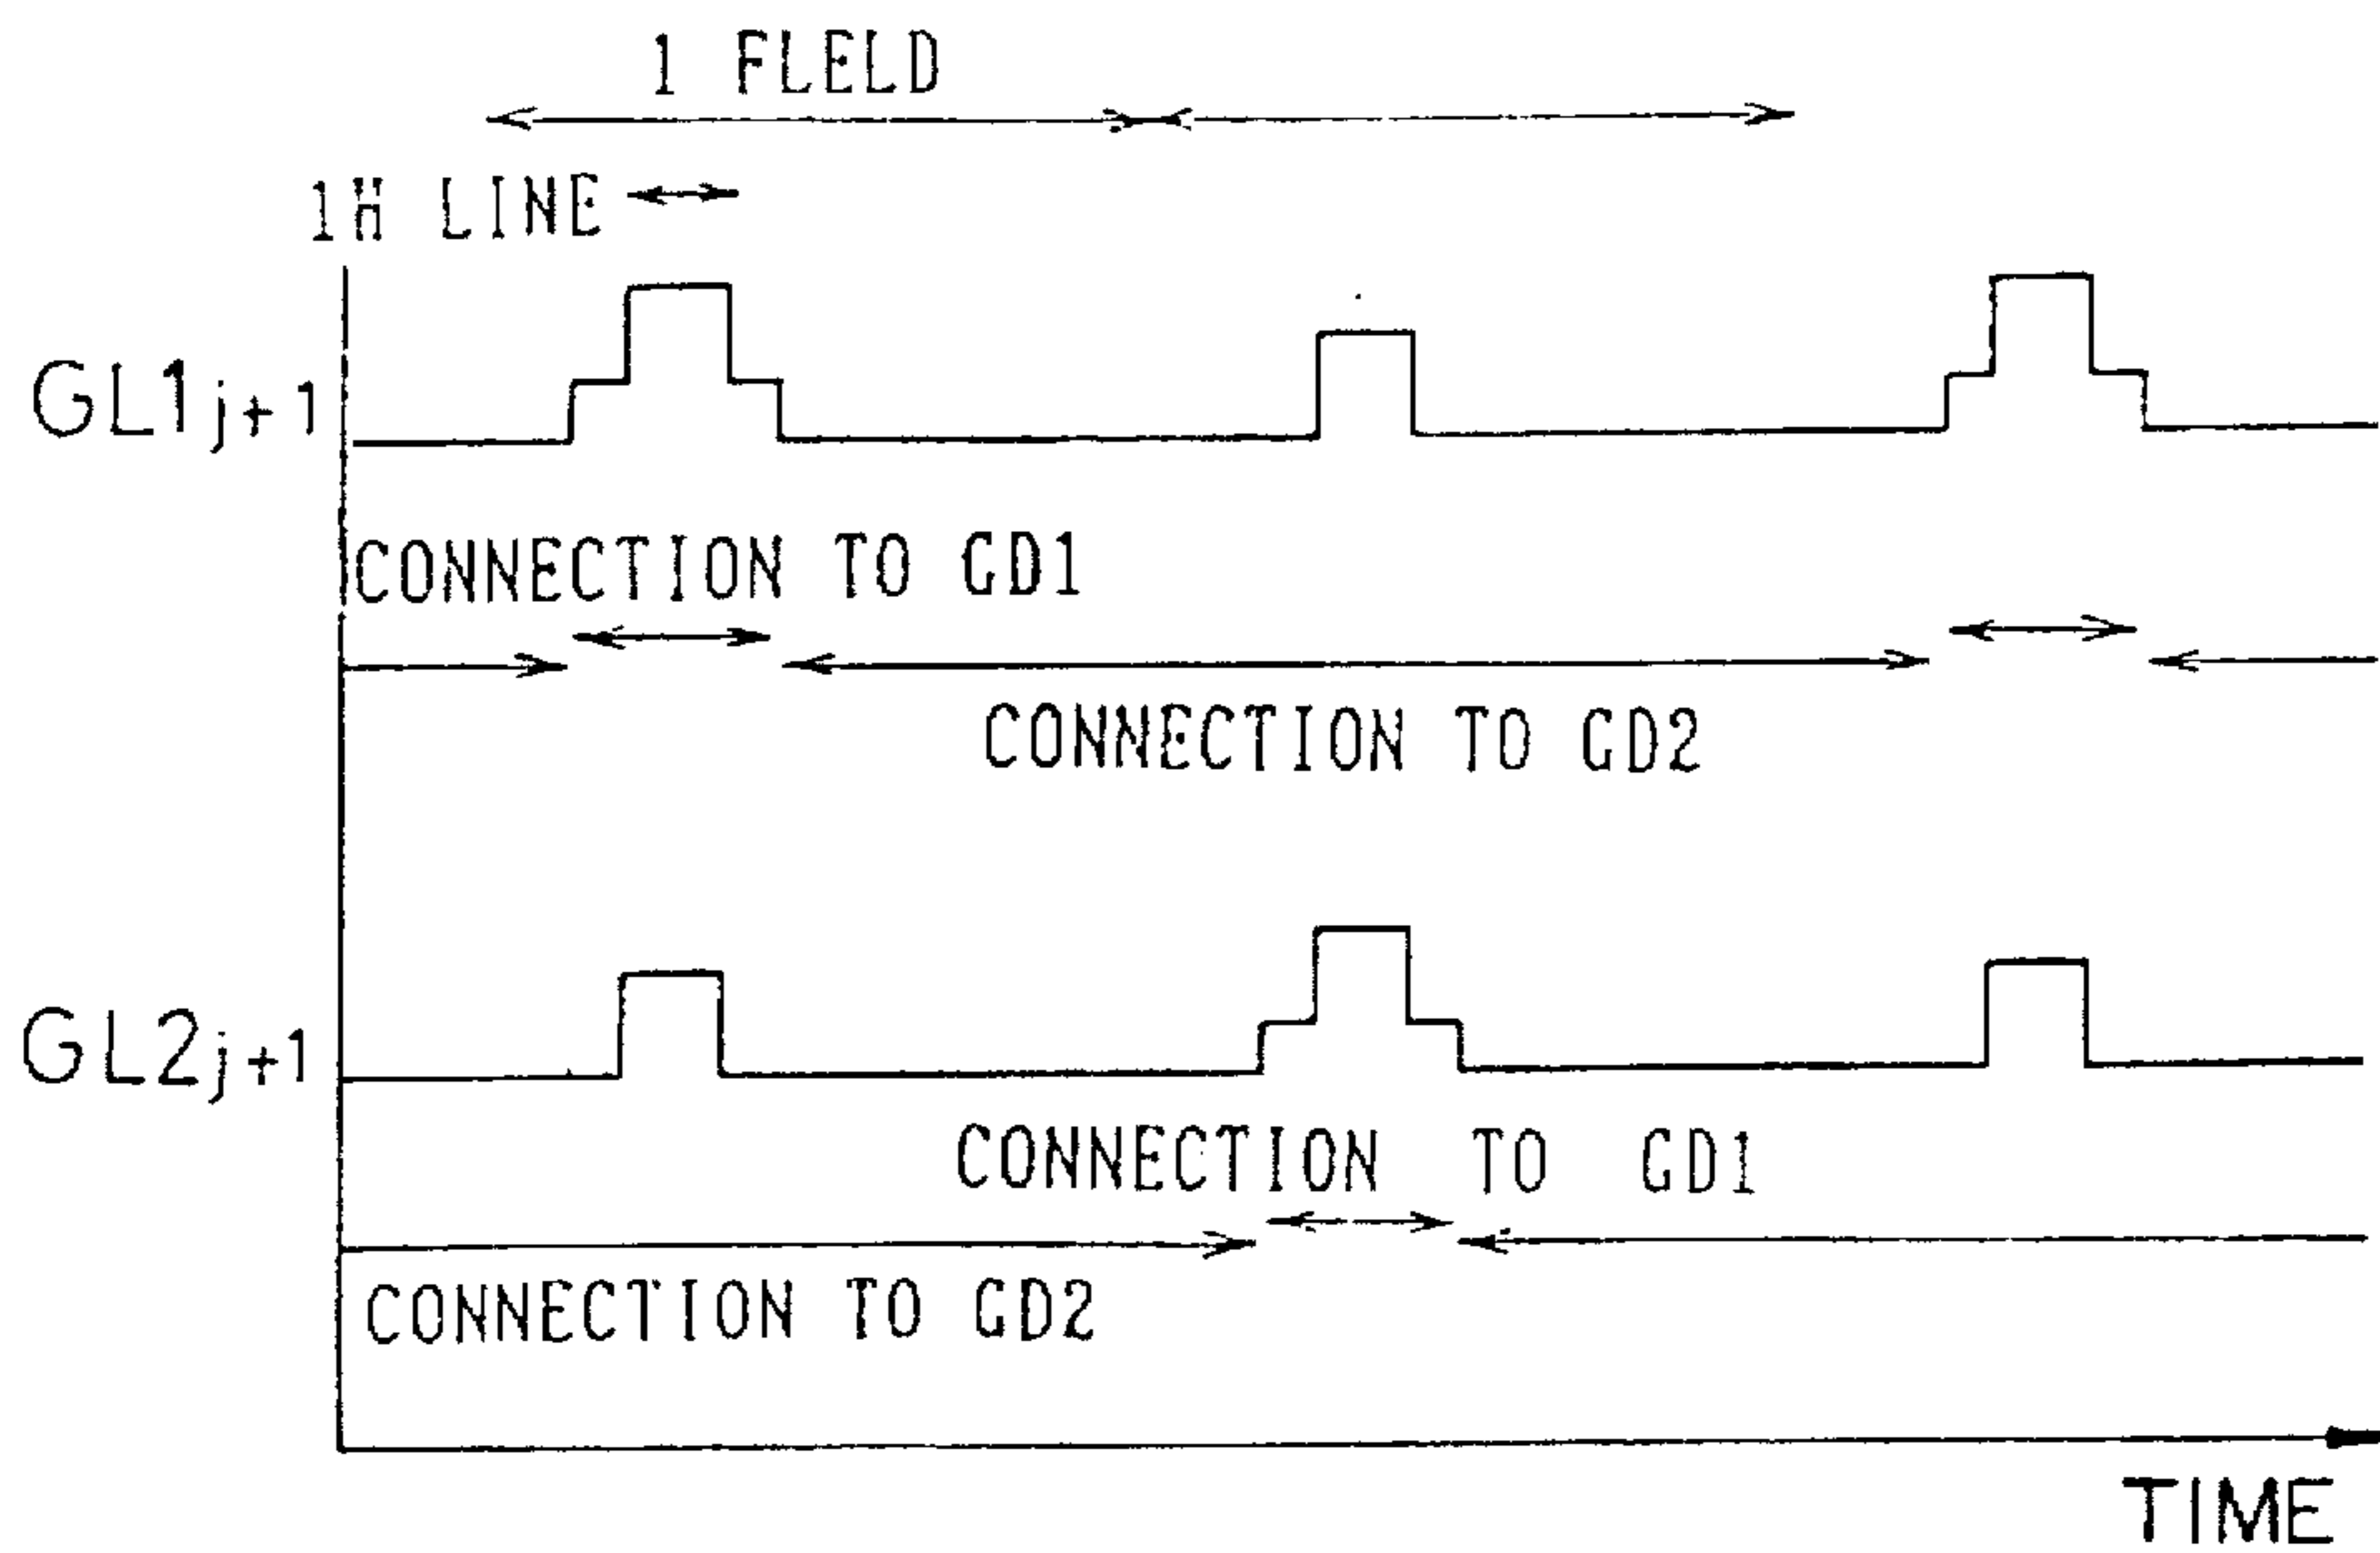 1 FLELD
1H LINE
GL1j+1
CONNECTION TO GD1
CONNECTION TO GD2
GL2j+1
CONNECTION TO GD1
CONNECTION TO GD2
TIME